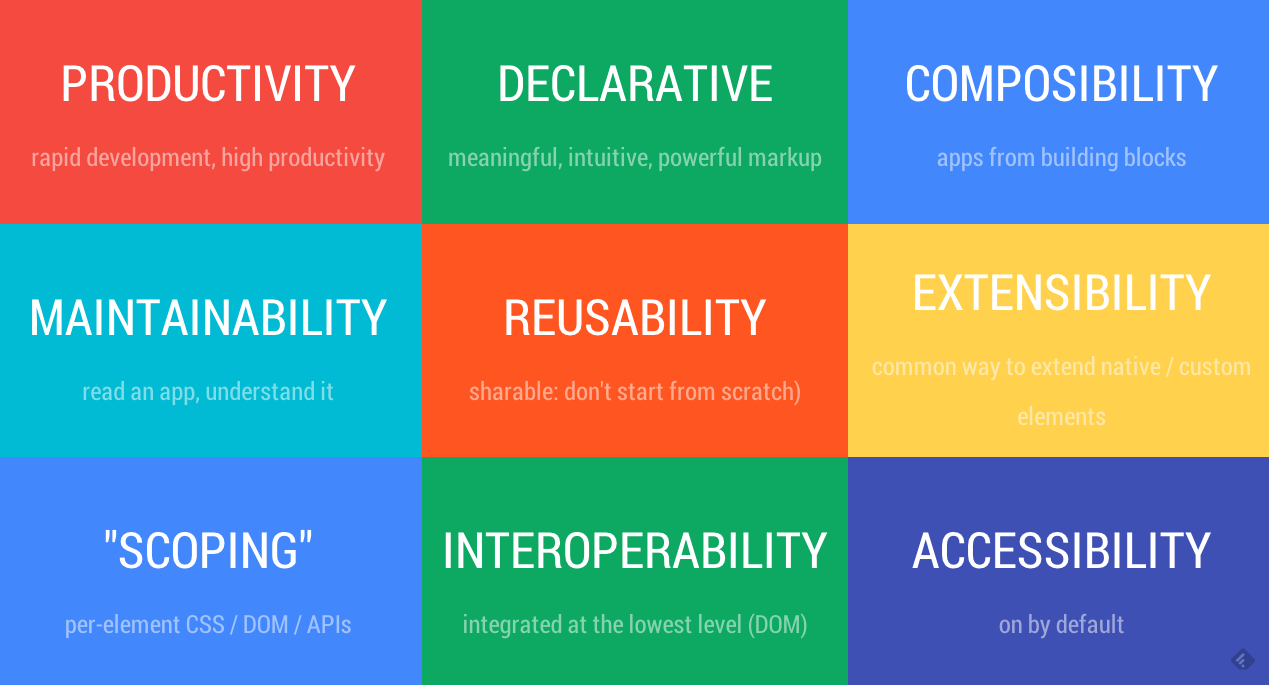 PRODUCTIVITY
rapid development, high productivity
DECLARATIVE
meaningful, intuitive, powerful markup
COMPOSIBILITY
apps from building blocks
MAINTAINABILITY
read an app, understand it
REUSABILITY
sharable: don't start from scratch)
EXTENSIBILITY
common way to extend native / custom
elements
"SCOPING"
per-element CSS / DOM / APIs
INTEROPERABILITY
integrated at the lowest level (DOM)
ACCESSIBILITY
on by default